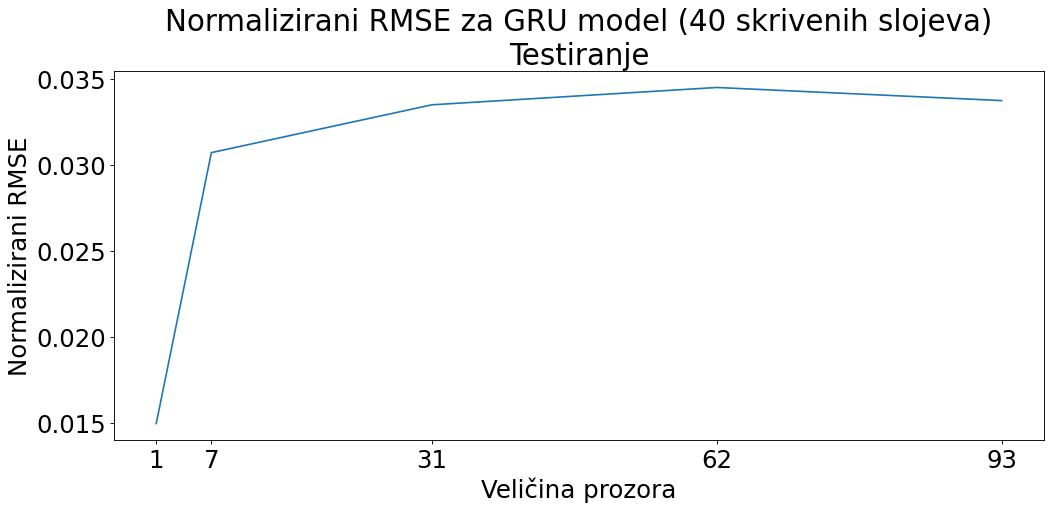 Normalizirani RMSE za GRU model (40 skrivenih slojeva)
Testiranje
Normalizirani RMSE
0.035
0.030
0.025
0.020
0.015
1 7 31 62 93
Veličina prozora